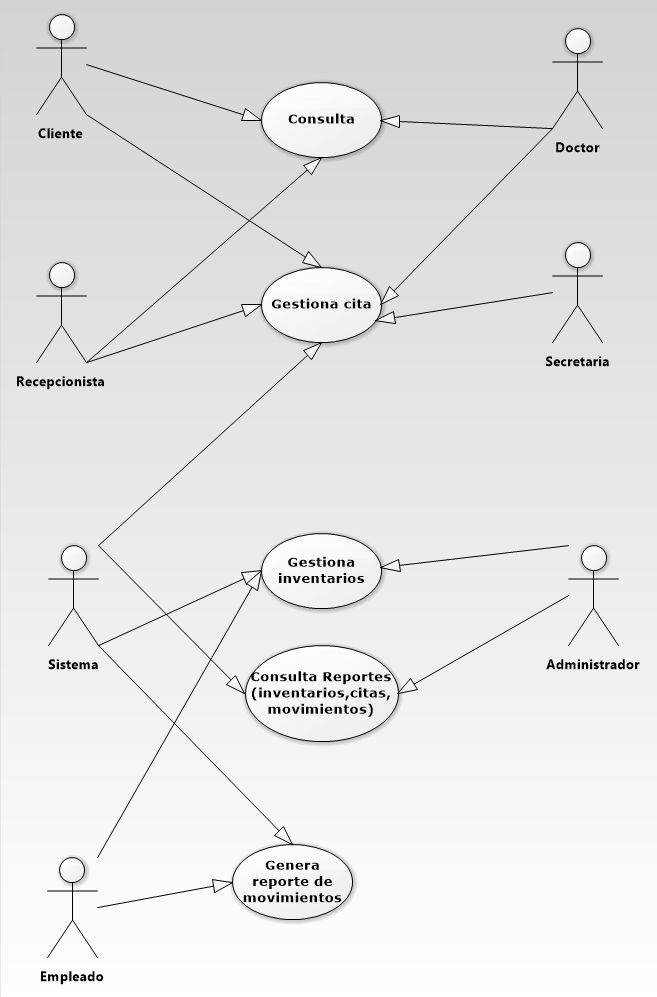 Consulta
Cliente
Doctor
Gestiona cita
Secretaria
Recepcionista
Gestiona
inventarios
Sistema
Administrador
Consulta Reportes
(inventarios,citas,
movimientos)
Genera
reporte de
movimientos
Empleado